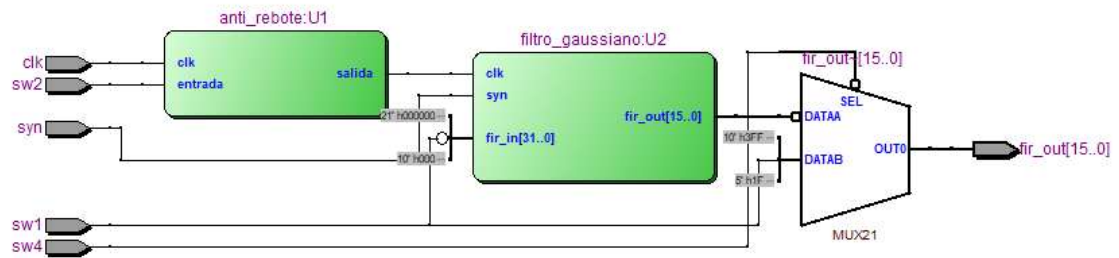 anti_rebote:U1
clk
sw2
syn
sw1
sw4
clk
entrada
salida
filtro_gaussiano:U2
clk
syn
fir_in[31..0]
fir_out[15..0]
21' h000000 --
10' h000 --
fir_out~[15..0]
SEL
DATAA
DATAB
OUT0
10' h3FF --
5' h1F --
MUX21
fir_out[15..0]